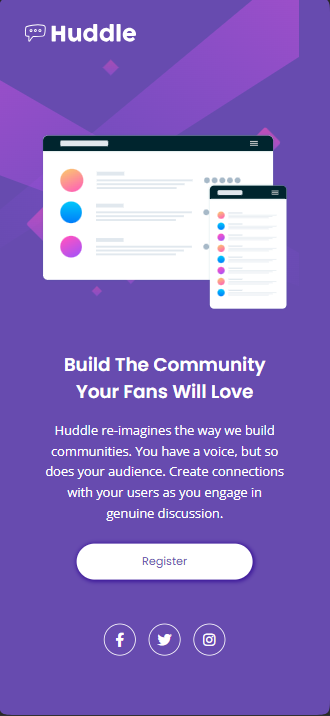 Huddle
Build The Community
Your Fans Will Love
Huddle re-imagines the way we build
communities. You have a voice, but so
does your audience. Create connections
with your users as you engage in
genuine discussion.
Register